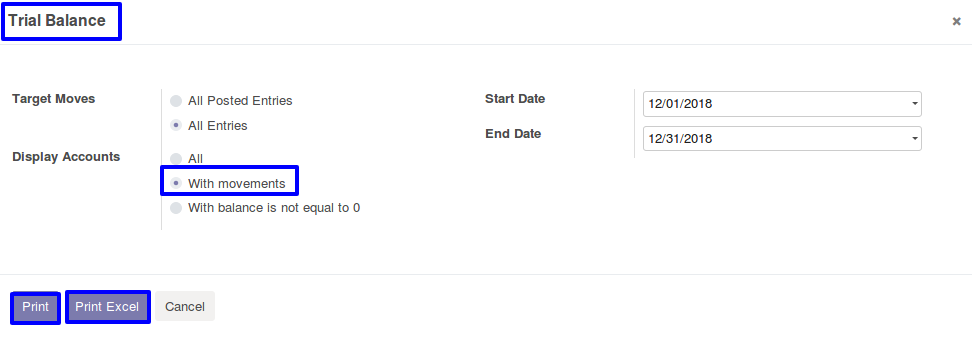 Trial Balance
×
Target Moves
All Posted Entries
All Entries
Start Date
12/01/2018
End Date
12/31/2018
Display Accounts
All
With movements
With balance is not equal to 0
Print
Print Excel
Cancel